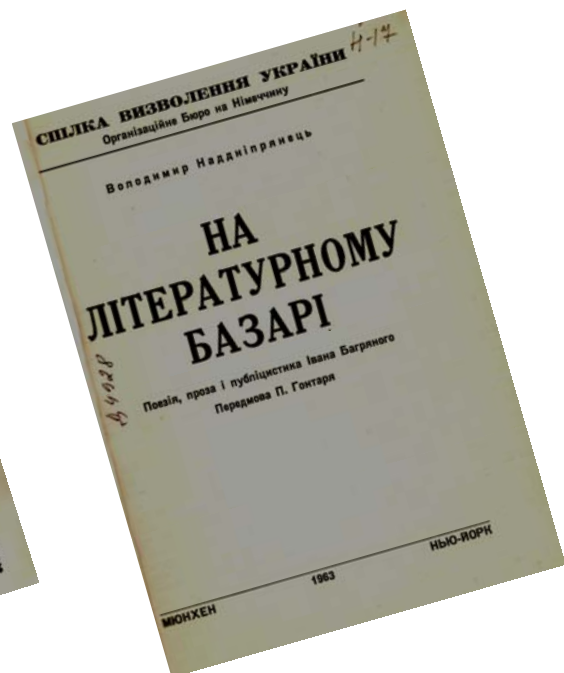 Н-17
СПІЛКА ВИЗВОЛЕННЯ УКРАЇНИ
Організаційне Бюро на Німеччину
Володимир Наддніпрянець
НА
ЛІТЕРАТУРНОМУ
БАЗАРІ
Поезія, проза і публіцистика Івана Багряного
Передмова П. Гонтаря
МЮНХЕН 1963 НЬЮ-ЙОРК